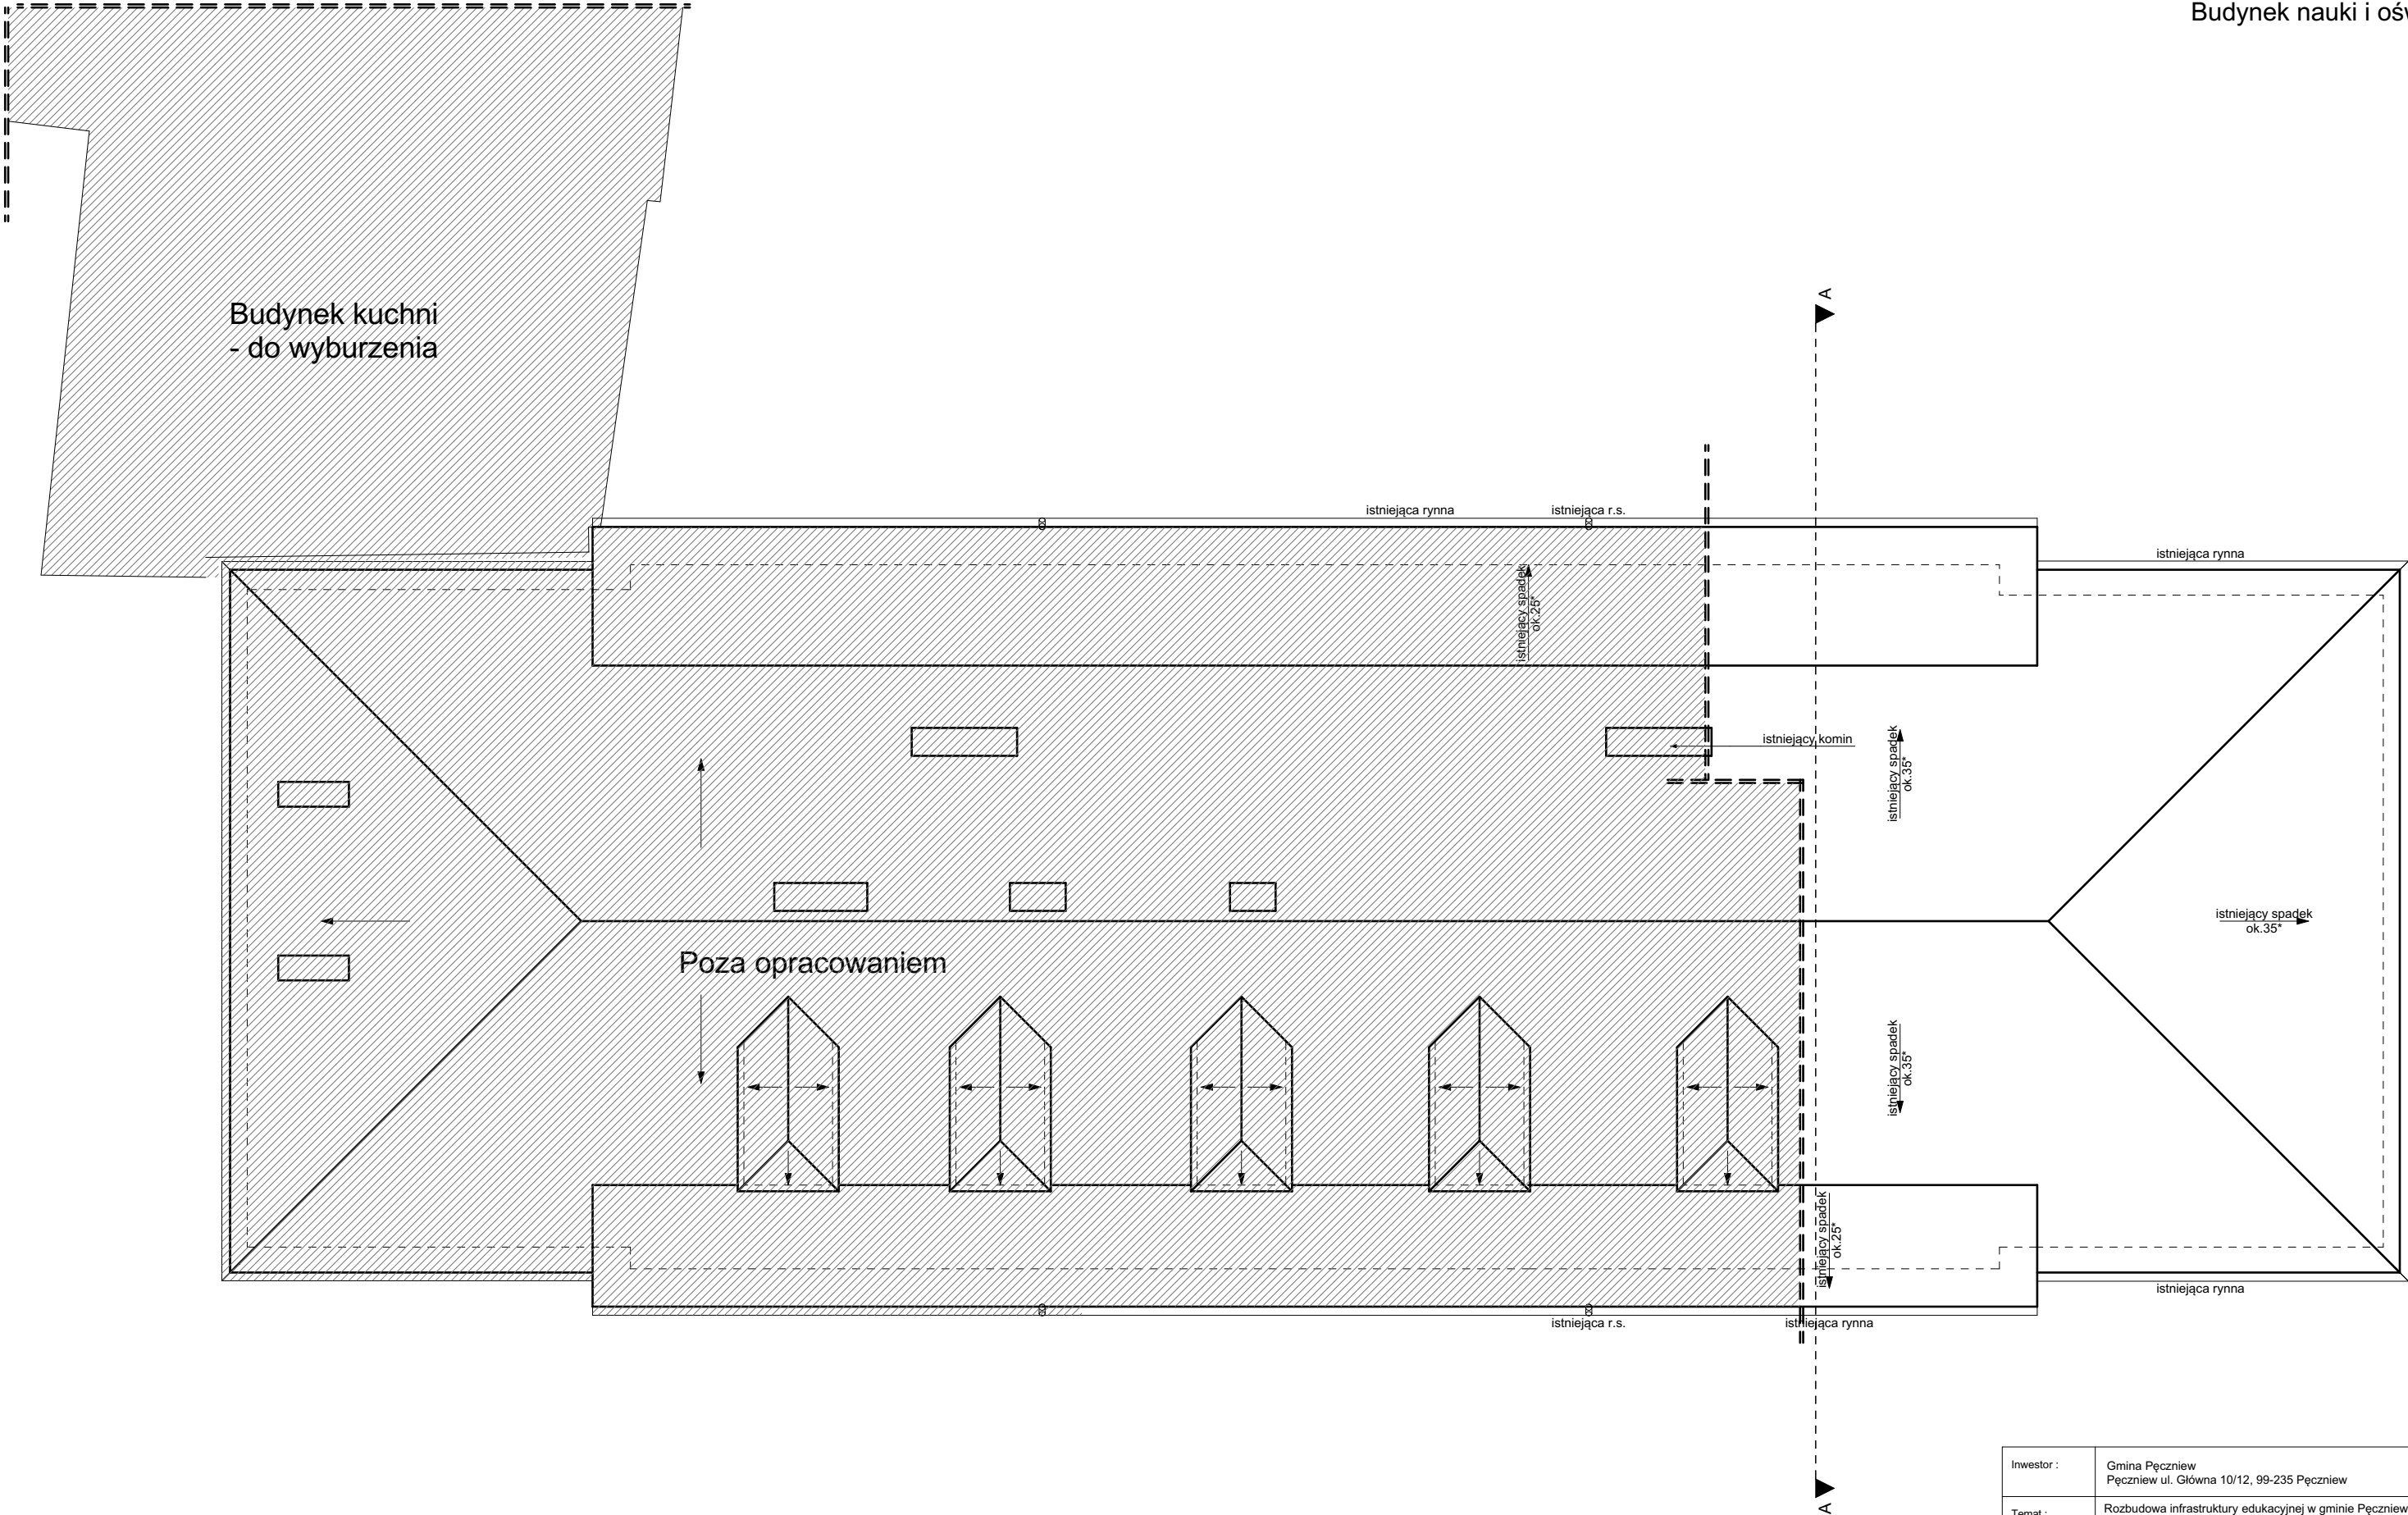 Budynek nauki i ośw
Budynek kuchni
- do wyburzenia
A
istniejąca rynna
istniejąca r.s.
istniejąca rynna
istniejący spadek
ok.25*
istniejący komin
istniejący spadek
ok.35*
istniejący spadek
ok.35*
Poza opracowaniem
istniejący spadek
ok.35*
istniejący spadek
ok.25*
istniejąca rynna
istniejąca r.s.
istniejąca rynna
Inwestor :
Gmina Pęczniew
Pęczniew ul. Główna 10/12, 99-235 Pęczniew
A
Temat :
Rozbudowa infrastruktury edukacyjnej w gminie Pęczniew